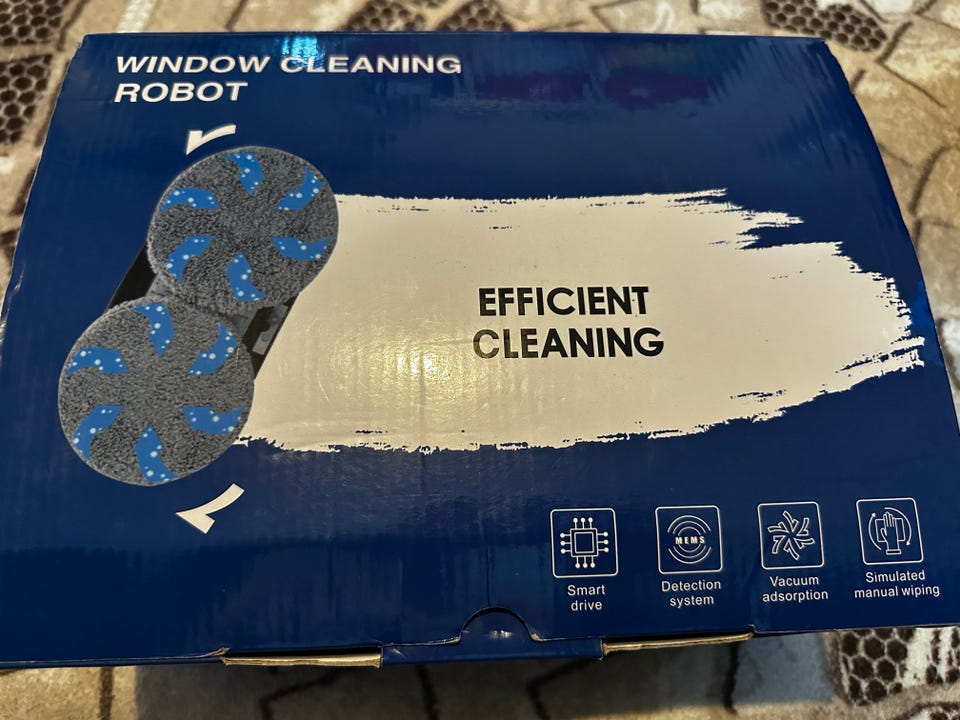 WINDOW CLEANING
ROBOT
EFFICIENT
CLEANING
MEMS
Smart
drive
Detection
system
Vacuum
adsorption
Simulated
manual wiping